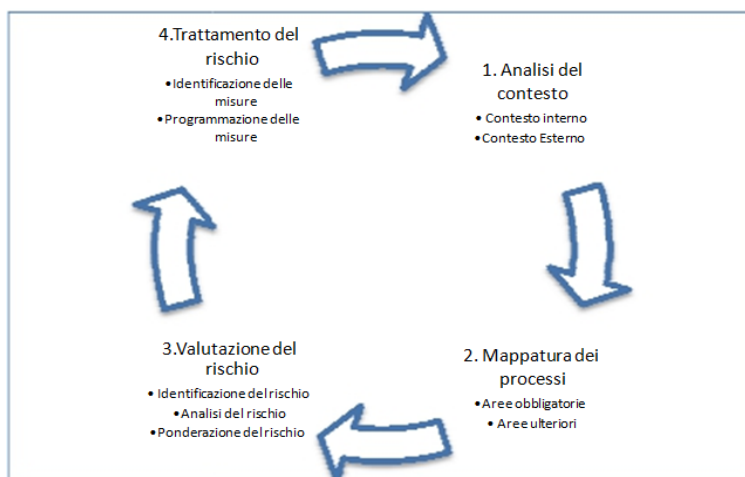 4.Trattamento del
rischio
•Identificazione delle
misure
•Programmazione delle
misure
1. Analisi del
contesto
• Contesto interno
• Contesto Esterno
2. Mappatura dei
processi
•Aree obbligatorie
• Aree ulteriori
3.Valutazione del
rischio
• Identificazione del rischio
•Analisi del rischio
•Ponderazione del rischio